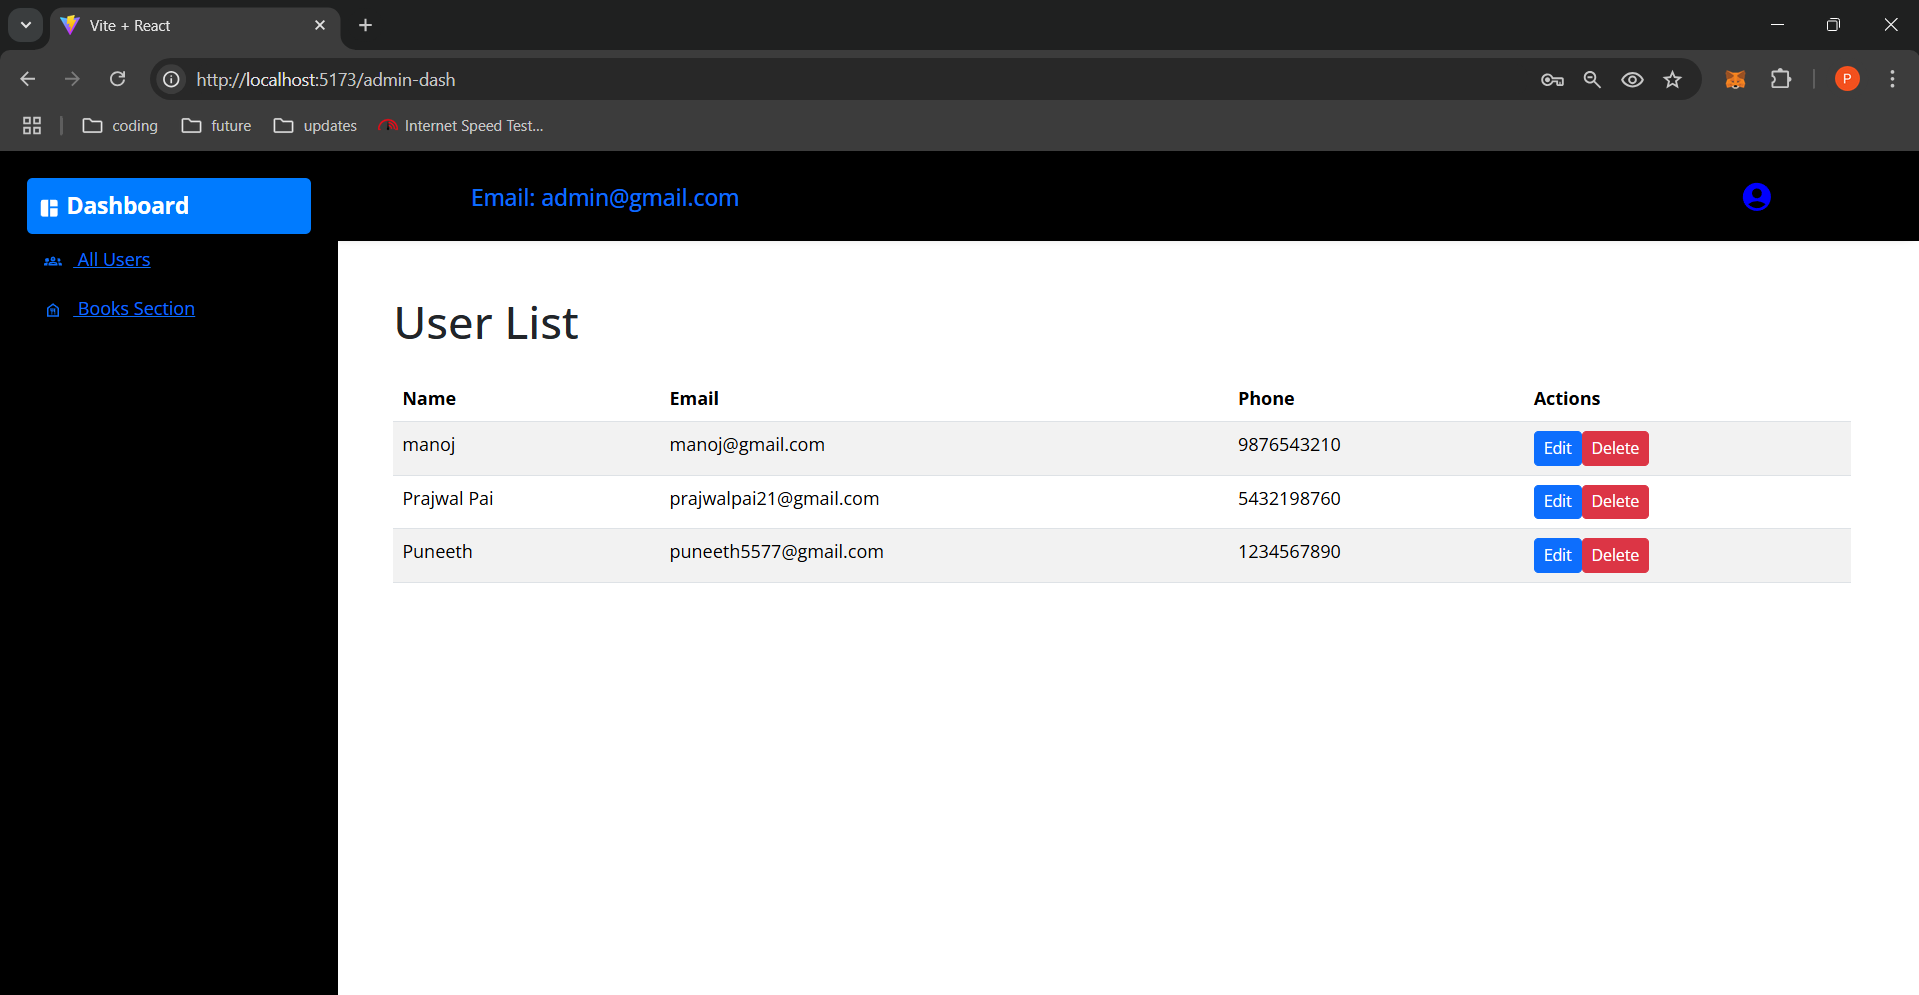 Vite + React
http://localhost:5173/admin-dash
P
coding future updates Internet Speed Test...
Dashboard
Email: admin@gmail.com
All Users
Books Section
User List
Name Email Phone Actions
manoj manoj@gmail.com 9876543210 Edit Delete
Prajwal Pai prajwalpai21@gmail.com 5432198760 Edit Delete
Puneeth puneeth5577@gmail.com 1234567890 Edit Delete